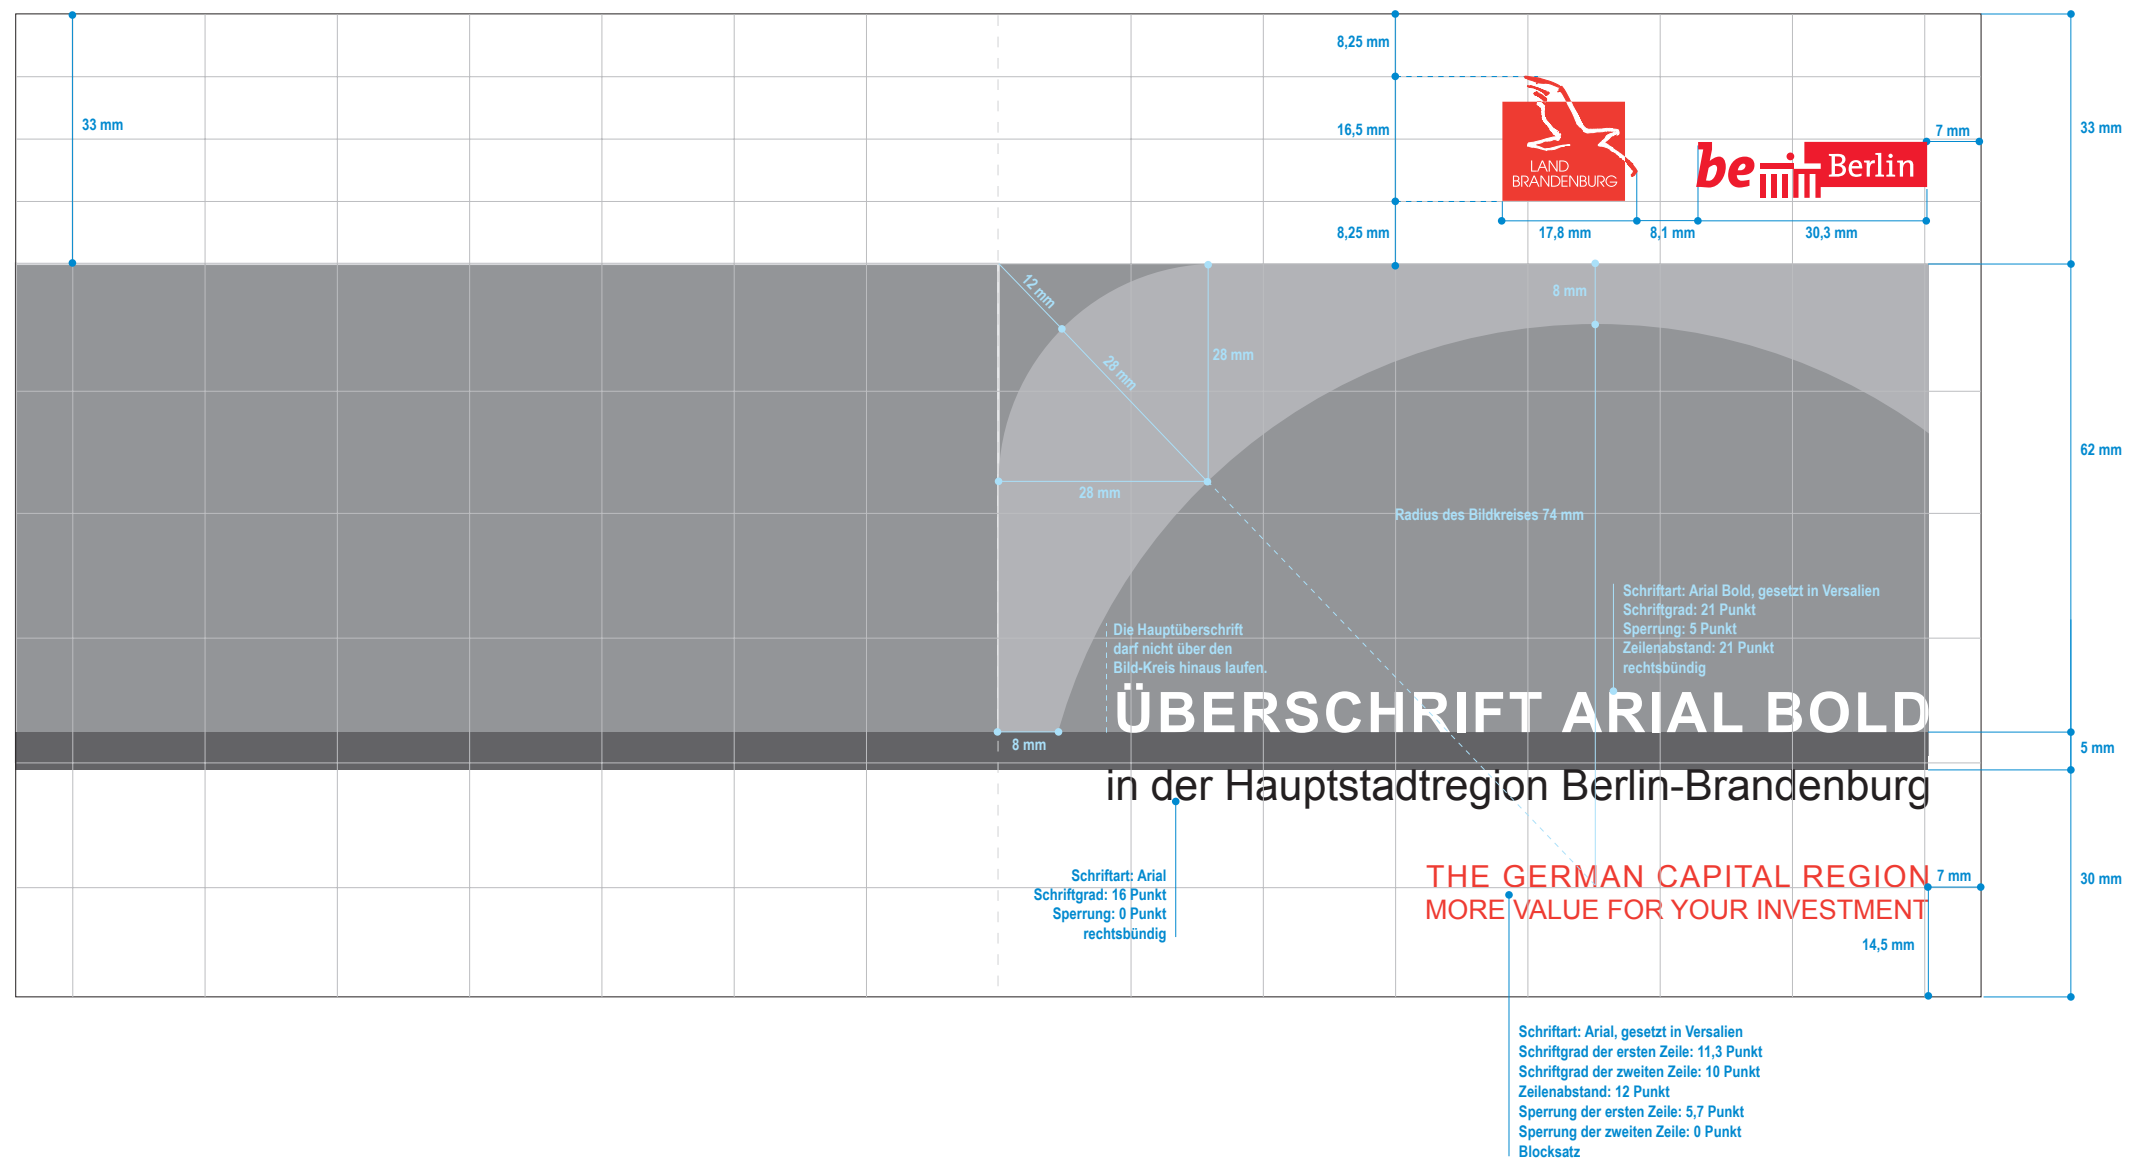 8,25 mm
33 mm
16,5 mm
7 mm
33 mm
LAND
BRANDENBURG
be Berlin
8,25 mm
17,8 mm
8,1 mm
30,3 mm
12 mm
8 mm
28 mm
28 mm
62 mm
28 mm
Radius des Bildkreises 74 mm
Schriftart: Arial Bold, gesetzt in Versalien
Schriftgrad: 21 Punkt
Sperrung: 5 Punkt
Zeilenabstand: 21 Punkt
rechtsbündig
Die Hauptüberschrift
darf nicht über den
Bild-Kreis hinaus laufen.
ÜBERSCHRIFT ARIAL BOLD
8 mm
5 mm
in der Hauptstadtregion Berlin-Brandenburg
Schriftart: Arial
Schriftgrad: 16 Punkt
Sperrung: 0 Punkt
rechtsbündig
THE GERMAN CAPITAL REGION
MORE VALUE FOR YOUR INVESTMENT
7 mm
30 mm
14,5 mm
Schriftart: Arial, gesetzt in Versalien
Schriftgrad der ersten Zeile: 11,3 Punkt
Schriftgrad der zweiten Zeile: 10 Punkt
Zeilenabstand: 12 Punkt
Sperrung der ersten Zeile: 5,7 Punkt
Sperrung der zweiten Zeile: 0 Punkt
Blocksatz